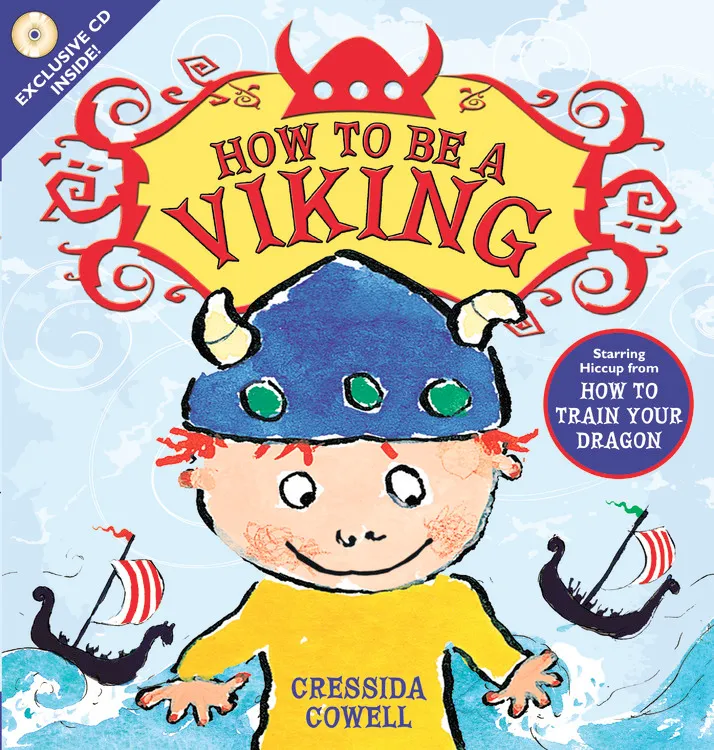 EXCLUSIVE CD
INSIDE!
HOW TO BE A
VIKING
Starring
Hiccup from
HOW TO
TRAIN YOUR
DRAGON
CRESSIDA
COWELL